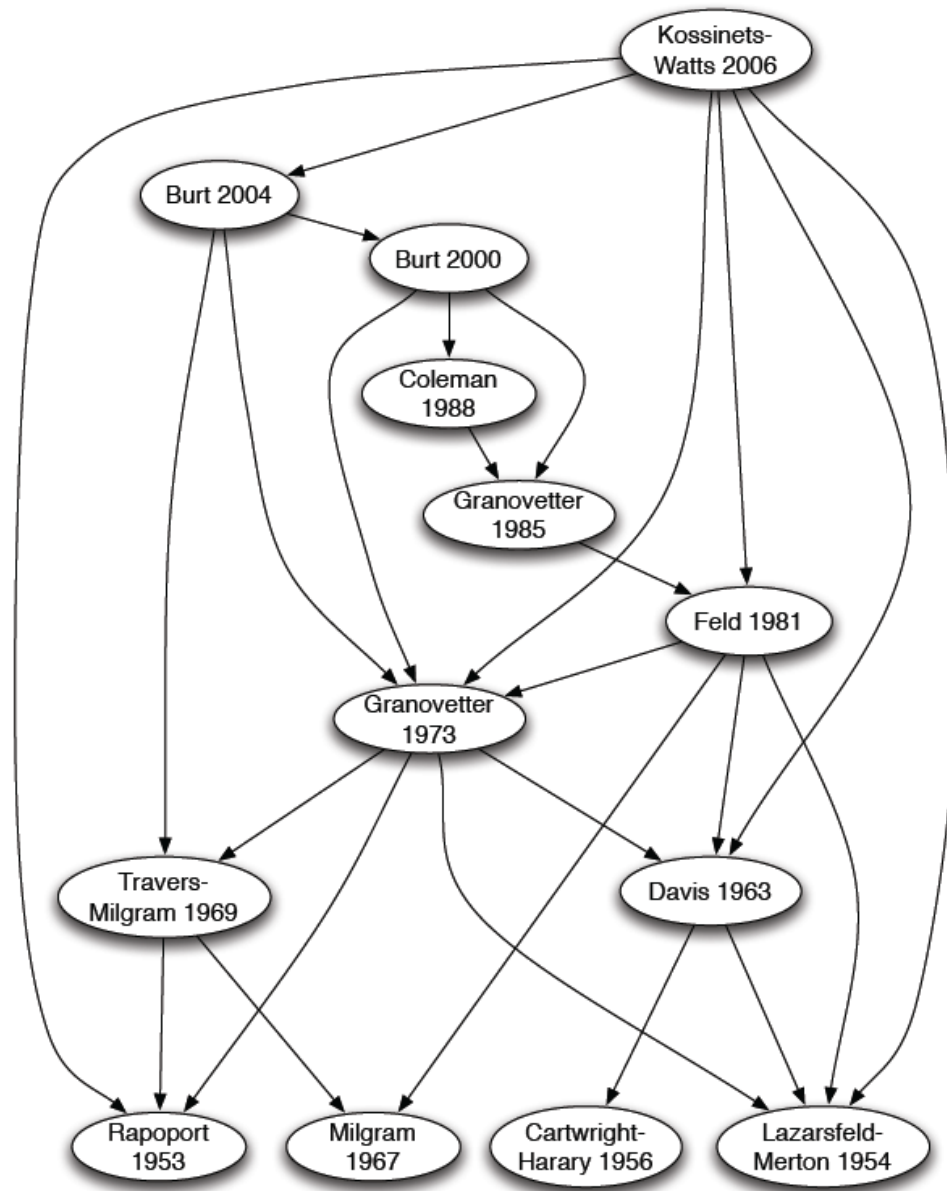 Kossinets-
Watts 2006
Burt 2004
Burt 2000
Coleman
1988
Granovetter
1985
Feld 1981
Granovetter
1973
Travers-
Milgram 1969
Davis 1963
Rapoport
1953
Milgram
1967
Cartwright-
Harary 1956
Lazarsfeld-
Merton 1954